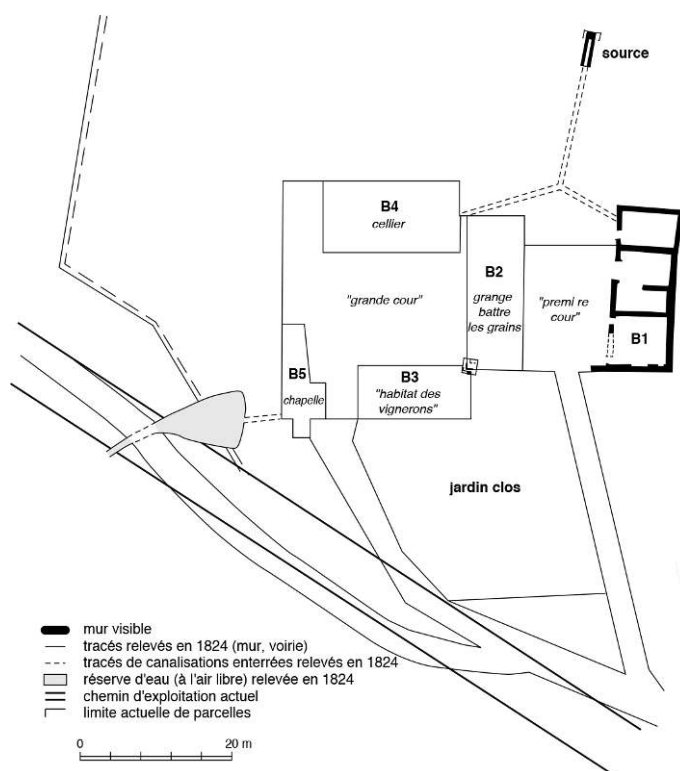 source
B4
cellier
B2
grange
battre
les grains
"grande cour"
"premi re
cour"
B1
B5
chapelle
B3
"habitat des
vignerons"
jardin clos
mur visible
tracés relevés en 1824 (mur, voirie)
tracés de canalisations enterrées relevés en 1824
réserve d'eau (à l'air libre) relevée en 1824
chemin d'exploitation actuel
limite actuelle de parcelles
0
20 m